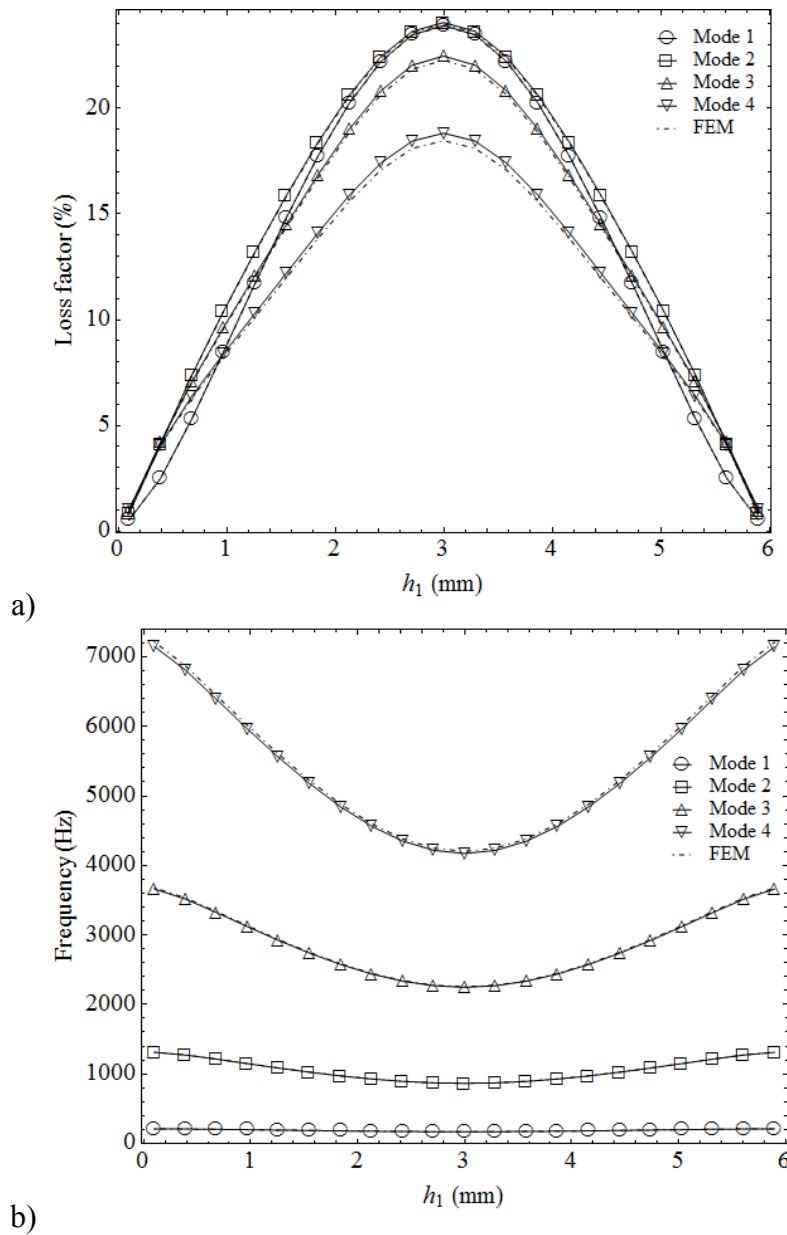 Loss factor (%)
20
15
10
5
0
Mode 1
Mode 2
Mode 3
Mode 4
FEM
0 1 2 3 4 5 6
h1 (mm)
a)
Frequency (Hz)
7000
6000
5000
4000
3000
2000
1000
0
Mode 1
Mode 2
Mode 3
Mode 4
FEM
0 1 2 3 4 5 6
h1 (mm)
b)